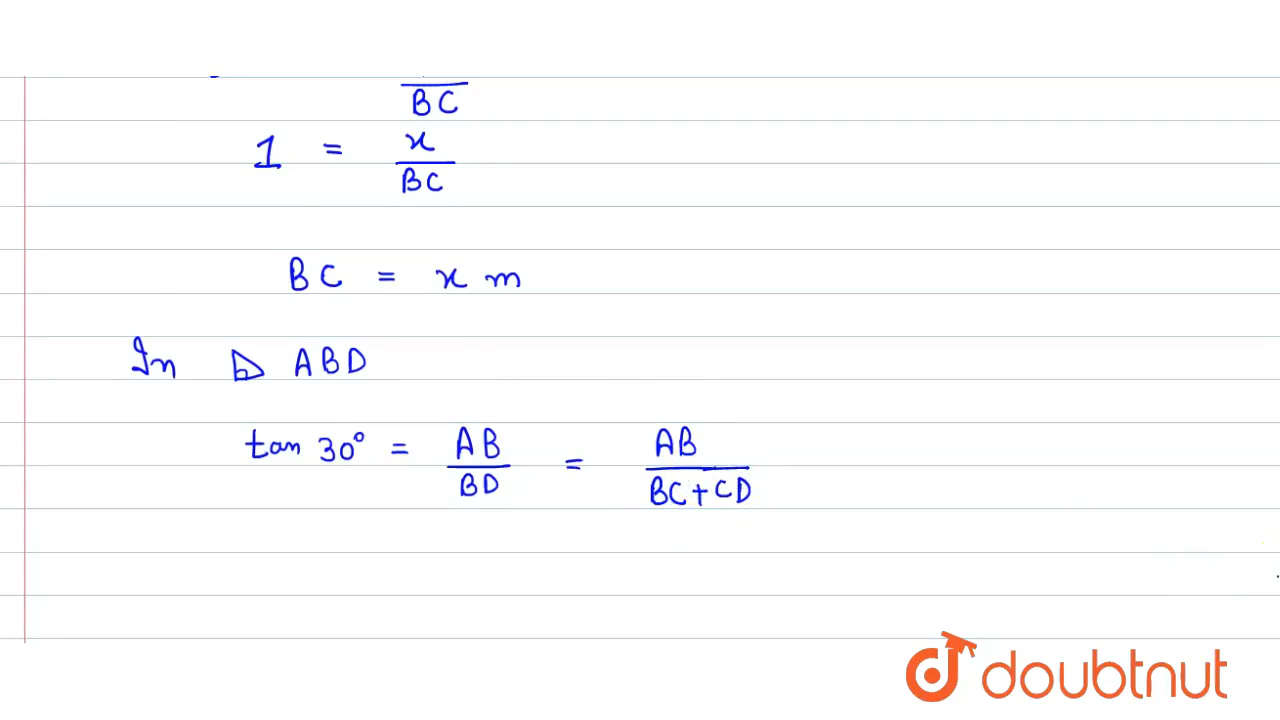 BC
1 = x
BC
BC = x m
In △ ABD
tan 30° = AB/BD = AB/BC+CD
doubtnut